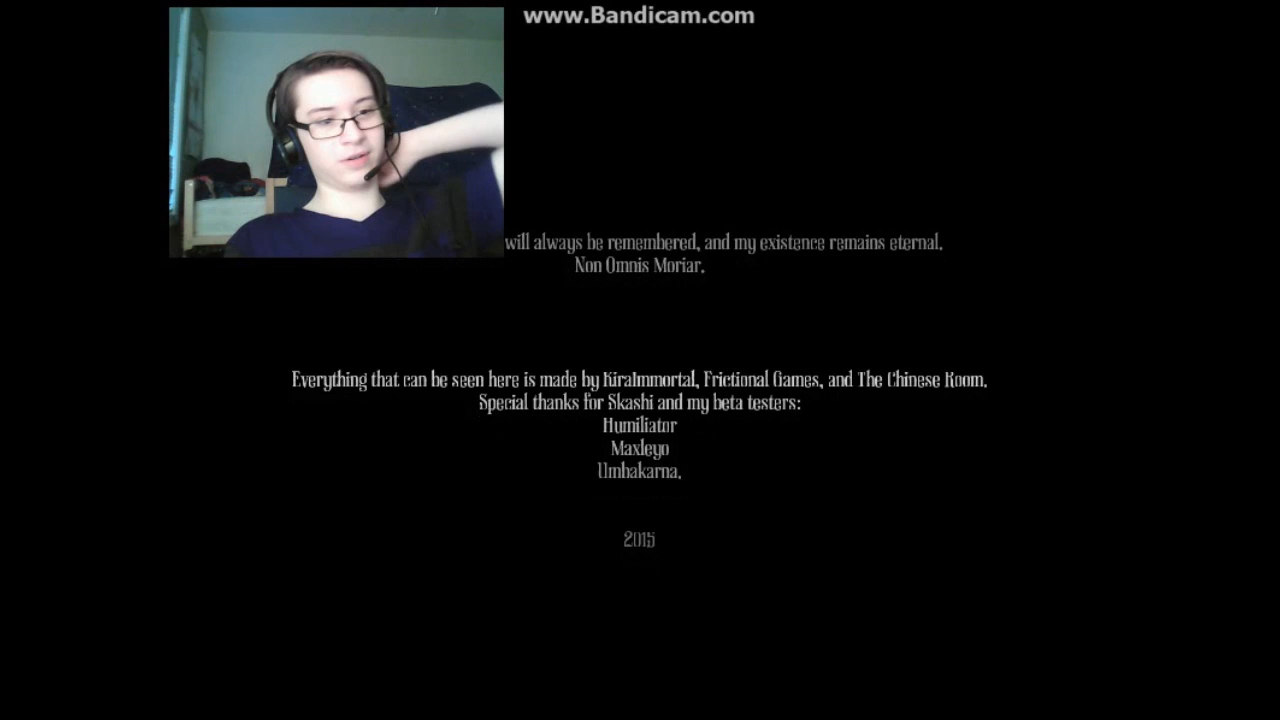 www.Bandicam.com
will always be remembered, and my existence remains eternal.
Non Omnis Moriar.
Everything that can be seen here is made by KiraImmortal, Frictional Games, and The Chinese Room.
Special thanks for Skashi and my beta testers:
Humiliator
Maxleyo
Umbakarna.
2015